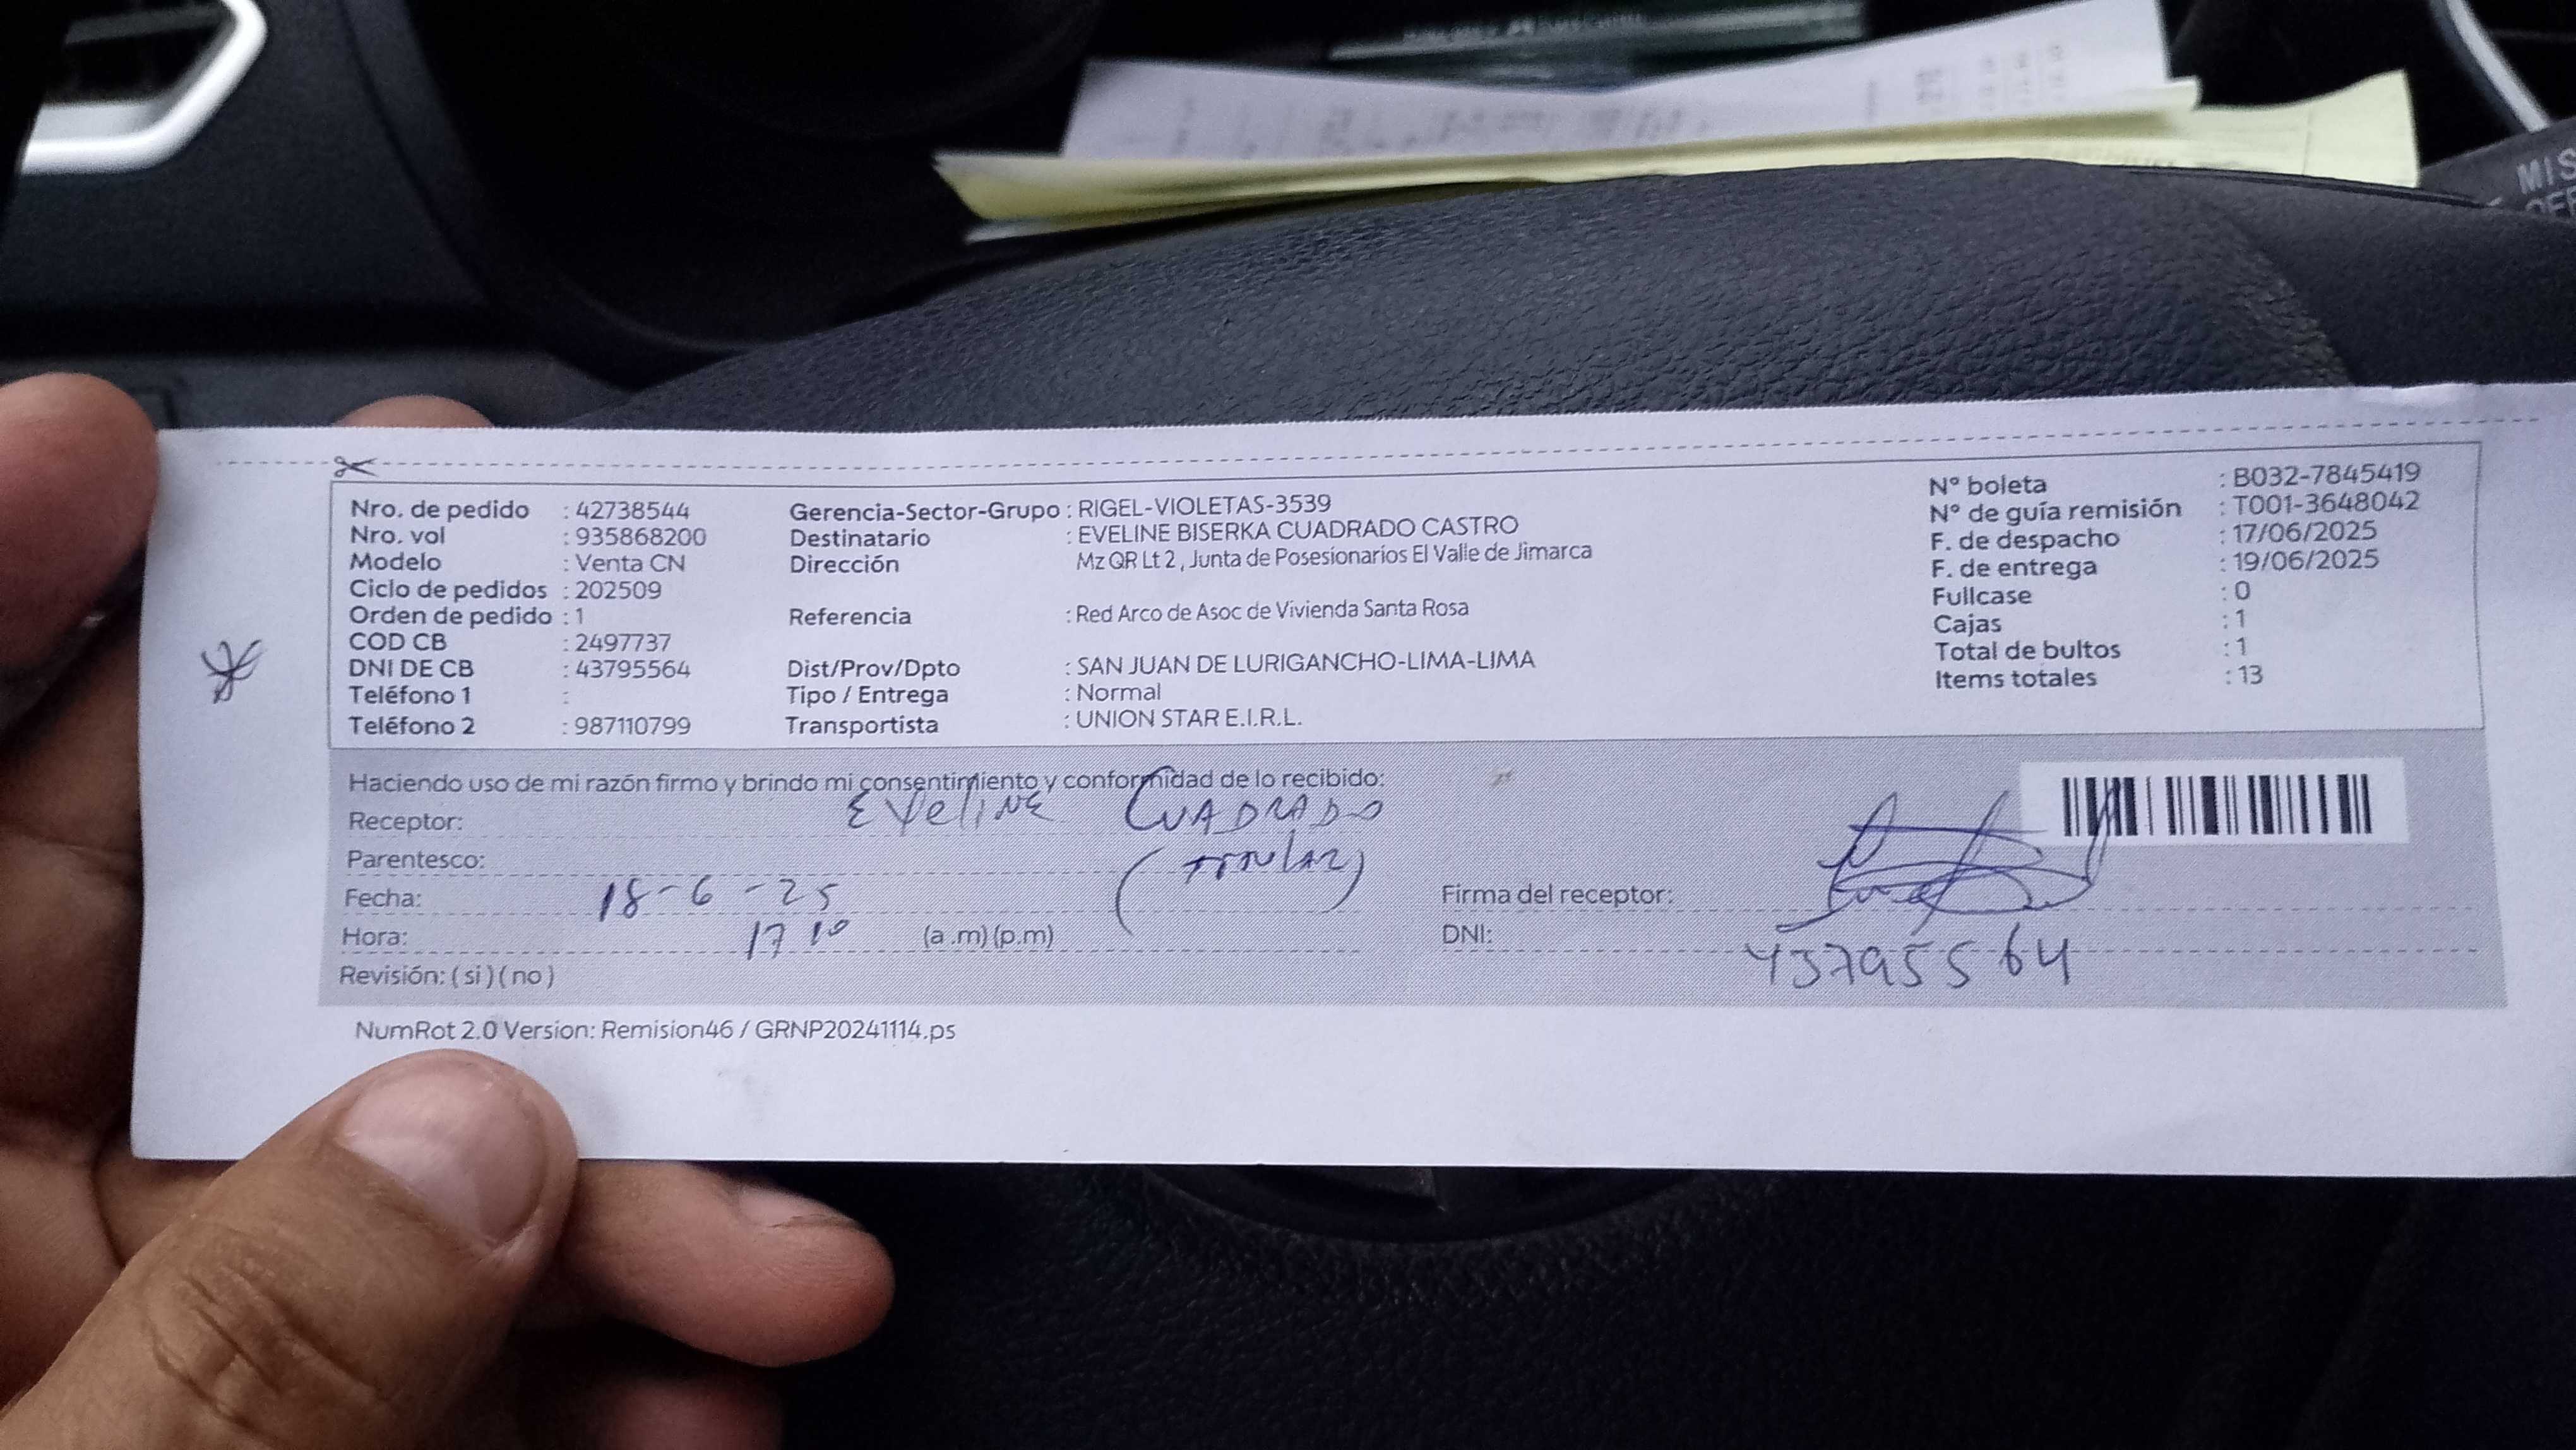 MIS
Nro. de pedido : 42738544
Nro. vol : 935868200
Modelo : Venta CN
Ciclo de pedidos : 202509
Orden de pedido : 1
COD CB : 2497737
DNI DE CB : 43795564
Teléfono 1 :
Teléfono 2 : 987110799
Gerencia-Sector-Grupo : RIGEL-VIOLETAS-3539
Destinatario : EVELINE BISERKA CUADRADO CASTRO
Dirección Mz QR Lt 2 , Junta de Posesionarios El Valle de Jimarca
Referencia : Red Arco de Asoc de Vivienda Santa Rosa
Dist/Prov/Dpto : SAN JUAN DE LURIGANCHO-LIMA-LIMA
Tipo / Entrega : Normal
Transportista : UNION STAR E.I.R.L.
N° boleta : B032-7845419
N° de guía remisión : T001-3648042
F. de despacho : 17/06/2025
F. de entrega : 19/06/2025
Fullcase : 0
Cajas : 1
Total de bultos : 1
Items totales : 13
Haciendo uso de mi razón firmo y brindo mi consentimiento y conformidad de lo recibido:
Receptor: Eveline CUADRADO
Parentesco: (titular)
Fecha: 18-6-25
Hora: 17 10 (a.m) (p.m)
Revisión: ( si ) ( no )
Firma del receptor:
DNI: 43795564
NumRot 2.0 Version: Remision46 / GRNP20241114.ps